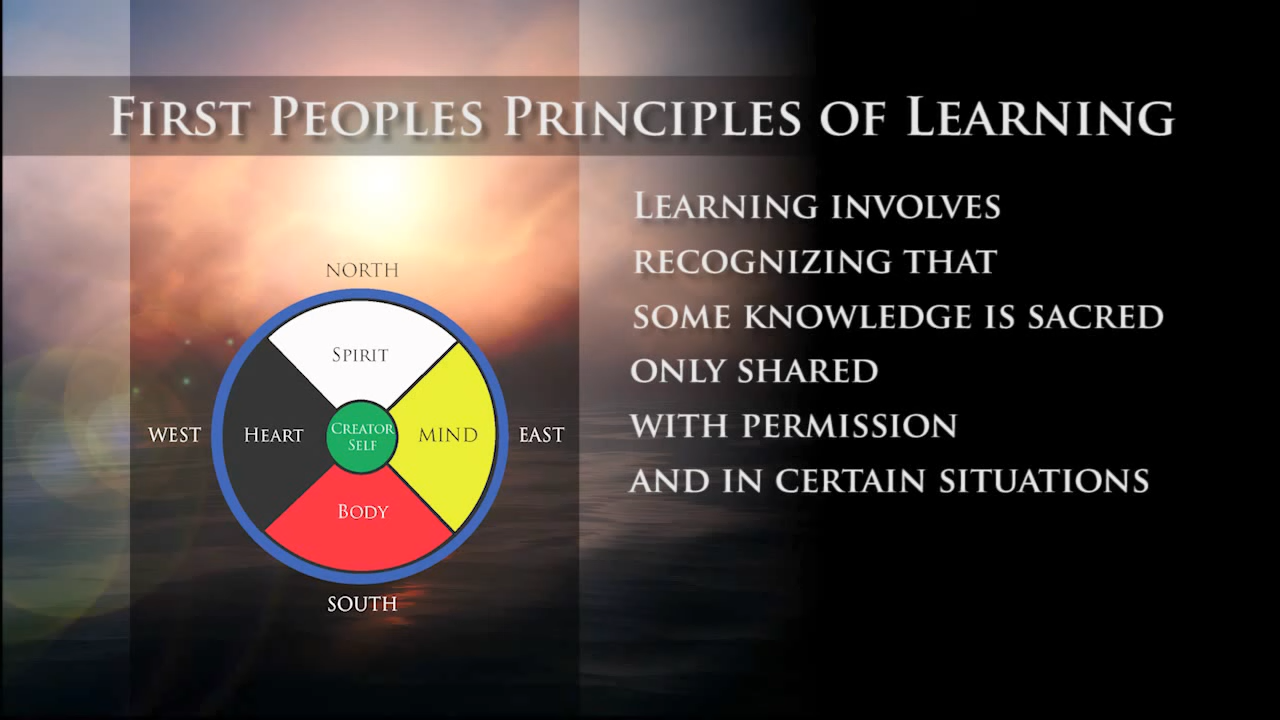 First Peoples Principles of Learning
Learning involves
recognizing that
some knowledge is sacred
only shared
with permission
and in certain situations
NORTH
Spirit
WEST
Heart
Creator
Self
MIND
EAST
Body
SOUTH